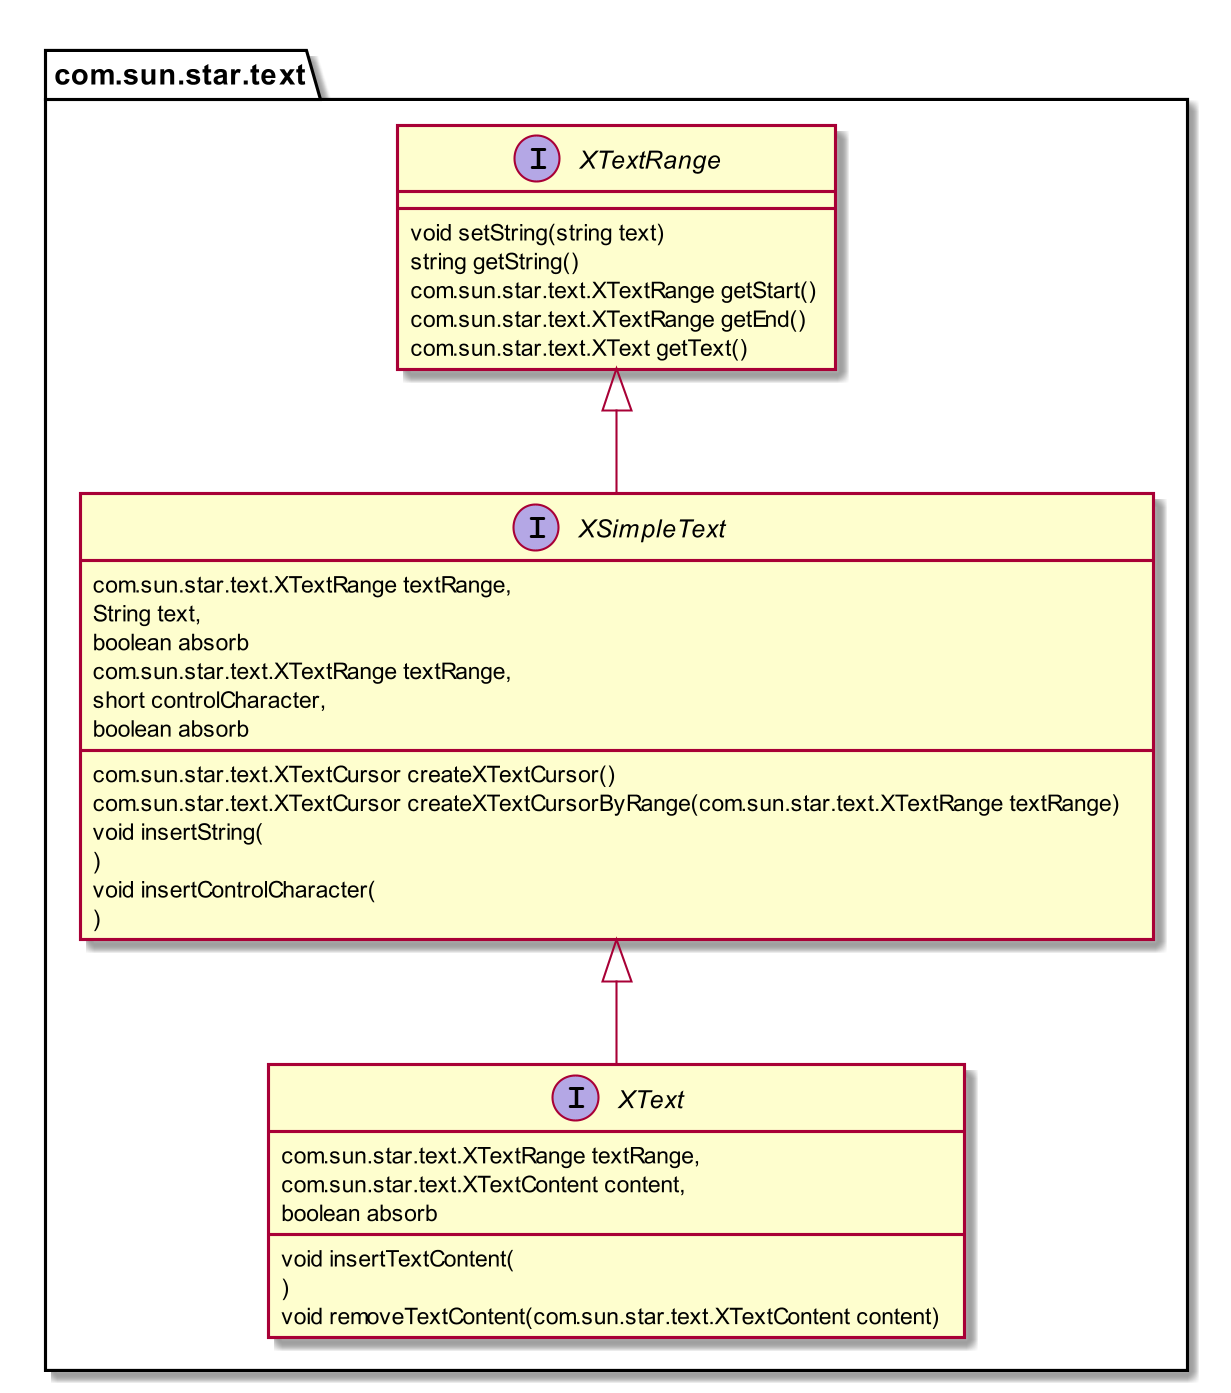 com.sun.star.text
I XTextRange
void setString(string text)
string getString()
com.sun.star.text.XTextRange getStart()
com.sun.star.text.XTextRange getEnd()
com.sun.star.text.XText getText()
I XSimpleText
com.sun.star.text.XTextRange textRange,
String text,
boolean absorb
com.sun.star.text.XTextRange textRange,
short controlCharacter,
boolean absorb
com.sun.star.text.XTextCursor createXTextCursor()
com.sun.star.text.XTextCursor createXTextCursorByRange(com.sun.star.text.XTextRange textRange)
void insertString(
)
void insertControlCharacter(
)
I XText
com.sun.star.text.XTextRange textRange,
com.sun.star.text.XTextContent content,
boolean absorb
void insertTextContent(
)
void removeTextContent(com.sun.star.text.XTextContent content)